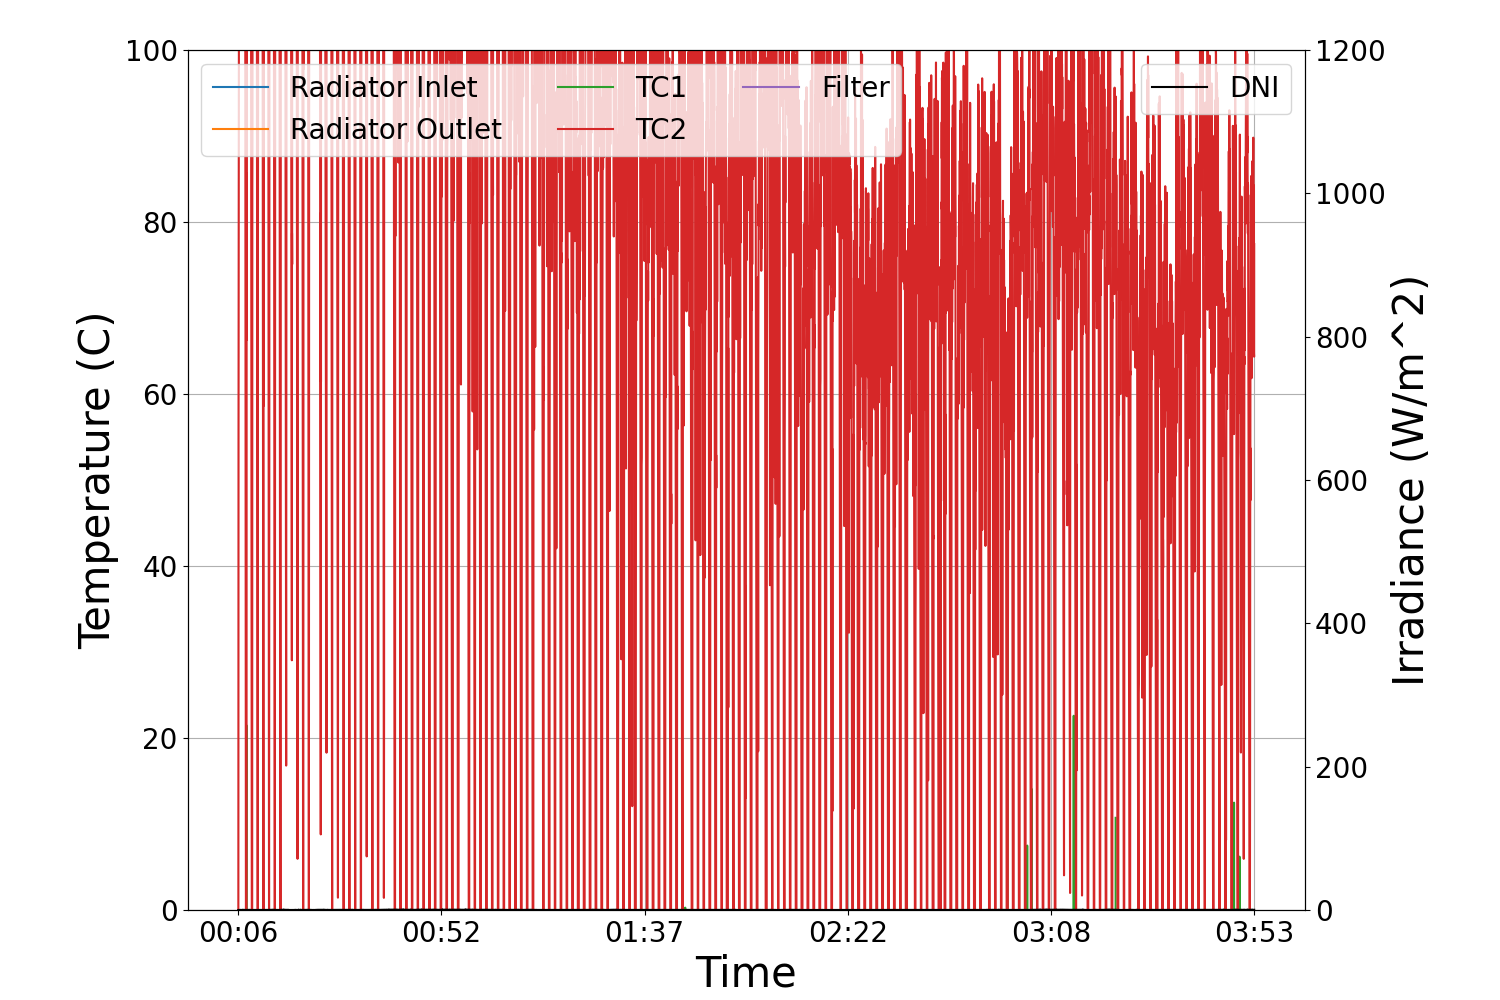 100
80
60
40
20
0
Temperature (C)
Radiator Inlet
Radiator Outlet
TC1
TC2
Filter
DNI
1200
1000
800
600
400
200
0
Irradiance (W/m^2)
00:06 00:52 01:37 02:22 03:08 03:53
Time